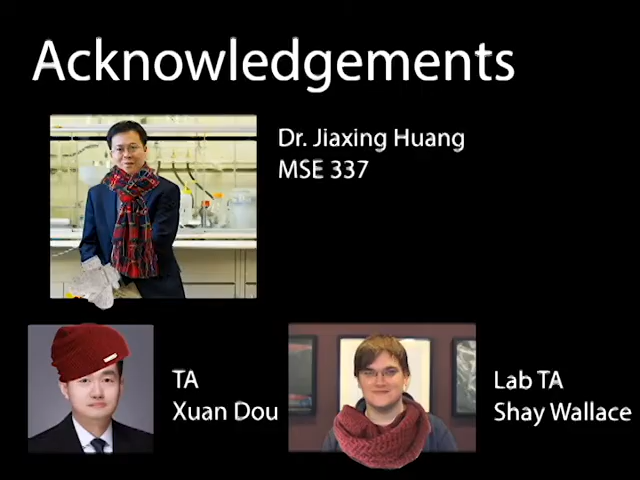 Acknowledgements
Dr. Jiaxing Huang
MSE 337
TA
Xuan Dou
Lab TA
Shay Wallace